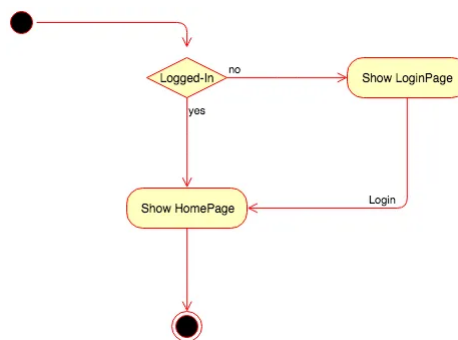 Logged-In
no
Show LoginPage
yes
Login
Show HomePage